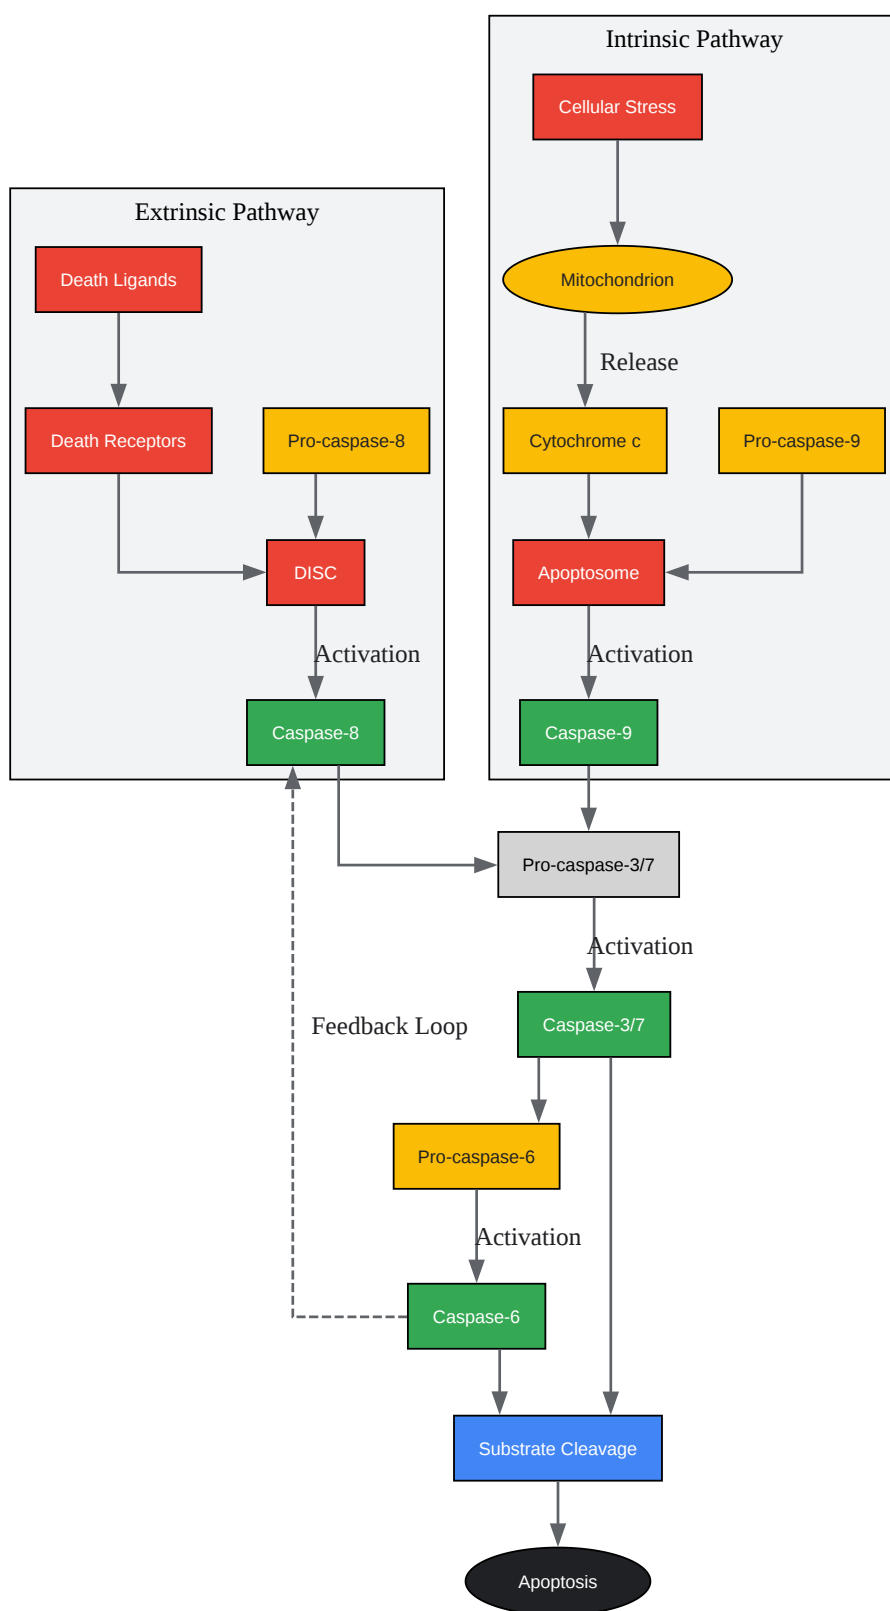 Intrinsic Pathway
Cellular Stress
Extrinsic Pathway
Death Ligands
Mitochondrion
Release
Death Receptors
Pro-caspase-8
Cytochrome c
Pro-caspase-9
DISC
Apoptosome
Activation
Activation
Caspase-8
Caspase-9
Pro-caspase-3/7
Activation
Feedback Loop
Caspase-3/7
Pro-caspase-6
Activation
Caspase-6
Substrate Cleavage
Apoptosis